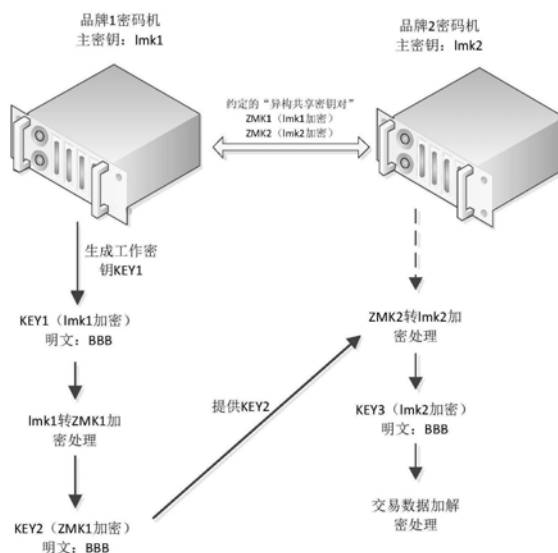 品牌1密码机
主密钥：lmk1
品牌2密码机
主密钥：lmk2
约定的“异构共享密钥对”
ZMK1（lmk1加密）
ZMK2（lmk2加密）
生成工作密
钥KEY1
KEY1（lmk1加密）
明文：BBB
lmk1转ZMK1加
密处理
KEY2（ZMK1加密）
明文：BBB
提供KEY2
ZMK2转lmk2加
密处理
KEY3（lmk2加密）
明文：BBB
交易数据加解
密处理